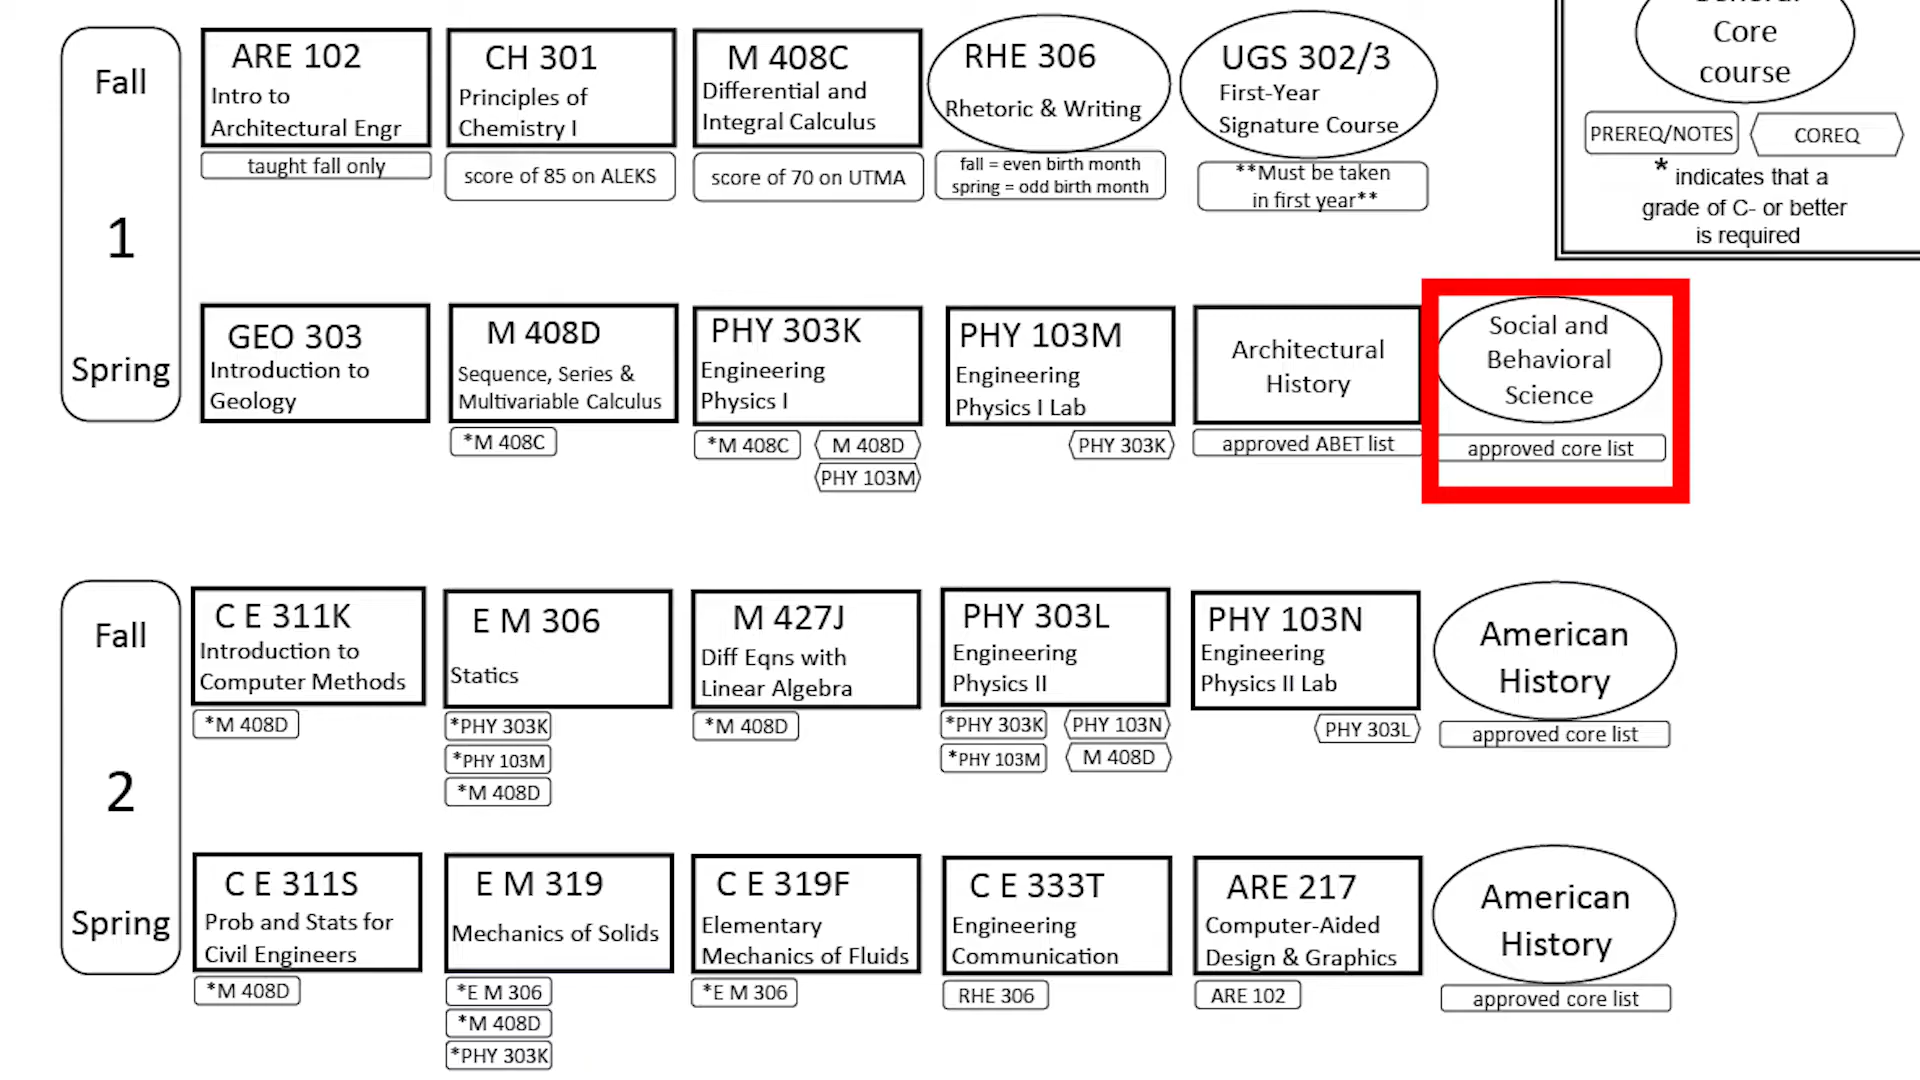 Fall
1
Spring
ARE 102
Intro to
Architectural Engr
taught fall only
CH 301
Principles of
Chemistry I
score of 85 on ALEKS
M 408C
Differential and
Integral Calculus
score of 70 on UTMA
RHE 306
Rhetoric & Writing
fall = even birth month
spring = odd birth month
UGS 302/3
First-Year
Signature Course
**Must be taken
in first year**
General
Core
course
PREREQ/NOTES
COREQ
* indicates that a
grade of C- or better
is required
GEO 303
Introduction to
Geology
M 408D
Sequence, Series &
Multivariable Calculus
*M 408C
PHY 303K
Engineering
Physics I
*M 408C
M 408D
PHY 103M
PHY 103M
Engineering
Physics I Lab
PHY 303K
Architectural
History
approved ABET list
Social and
Behavioral
Science
approved core list
Fall
2
Spring
C E 311K
Introduction to
Computer Methods
*M 408D
E M 306
Statics
*PHY 303K
*PHY 103M
*M 408D
M 427J
Diff Eqns with
Linear Algebra
*M 408D
PHY 303L
Engineering
Physics II
*PHY 303K
PHY 103N
*PHY 103M
M 408D
PHY 103N
Engineering
Physics II Lab
PHY 303L
American
History
approved core list
C E 311S
Prob and Stats for
Civil Engineers
*M 408D
E M 319
Mechanics of Solids
*E M 306
*M 408D
*PHY 303K
C E 319F
Elementary
Mechanics of Fluids
*E M 306
C E 333T
Engineering
Communication
RHE 306
ARE 217
Computer-Aided
Design & Graphics
ARE 102
American
History
approved core list